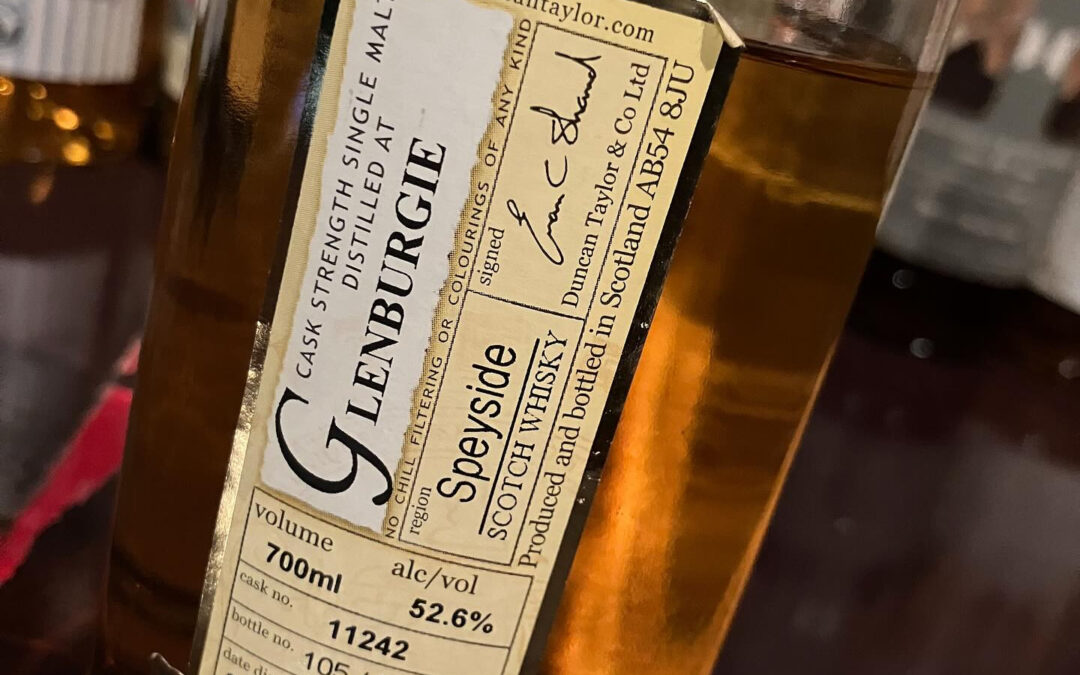 CASK STRENGTH SINGLE MALT
DISTILLED AT
GLENBURGIE
NO CHILL FILTERING OR COLOURINGS OF ANY KIND
region
Speyside
SCOTCH WHISKY
signed
Duncan Taylor & Co Ltd
Produced and bottled in Scotland AB54 8JU
volume
700ml
alc/vol
52.6%
cask no.
11242
bottle no.
105
date